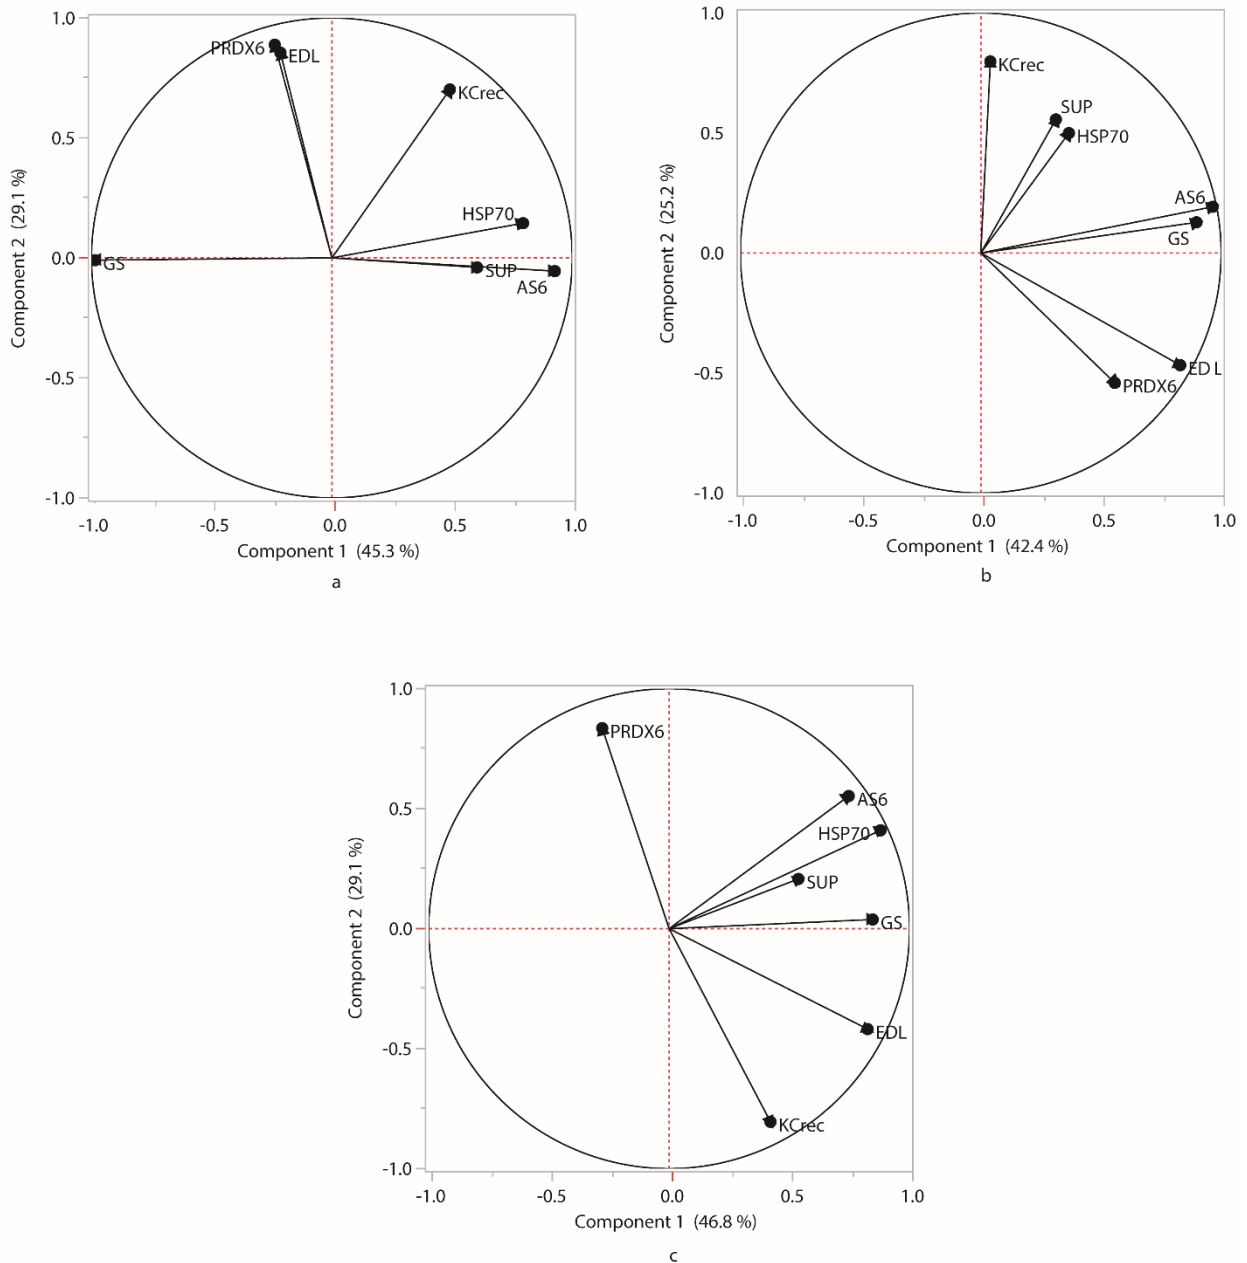 1.0
PRDX6
EDL
KCrec
0.5
HSP70
0.0
GS
SUP
AS6
-0.5
-1.0
-1.0 -0.5 0.0 0.5 1.0
Component 2 (29.1 %)
Component 1 (45.3 %)
a
1.0
KCrec
SUP
0.5
HSP70
AS6
GS
0.0
ED L
-0.5
PRDX6
-1.0
-1.0 -0.5 0.0 0.5 1.0
Component 2 (25.2 %)
Component 1 (42.4 %)
b
1.0
PRDX6
AS6
0.5
HSP70
SUP
GS
0.0
-0.5
EDL
KCrec
-1.0
-1.0 -0.5 0.0 0.5 1.0
Component 2 (29.1 %)
Component 1 (46.8 %)
c